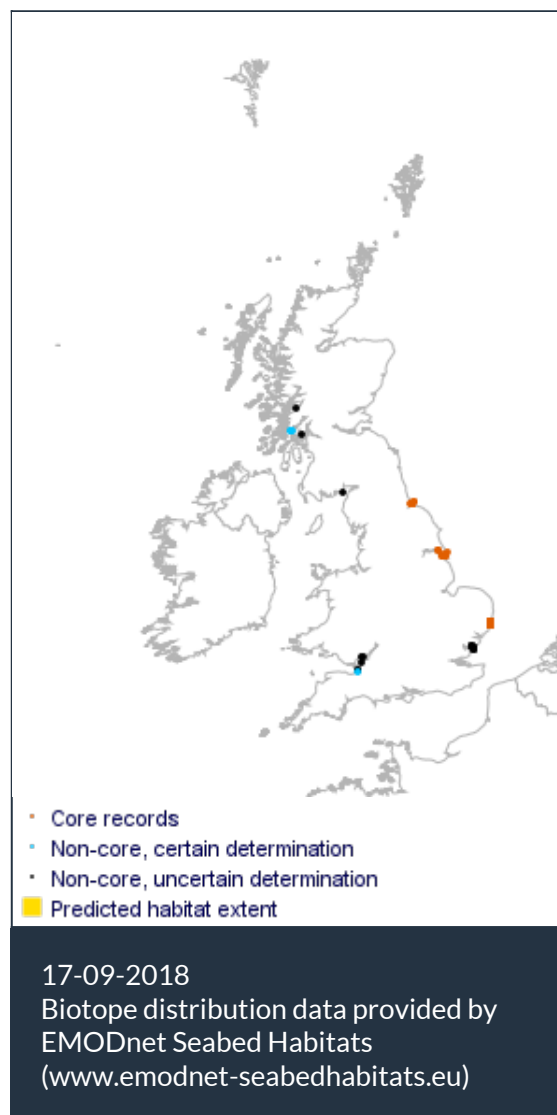 Core records
Non-core, certain determination
Non-core, uncertain determination
Predicted habitat extent
17-09-2018
Biotope distribution data provided by
EMODnet Seabed Habitats
(www.emodnet-seabedhabitats.eu)